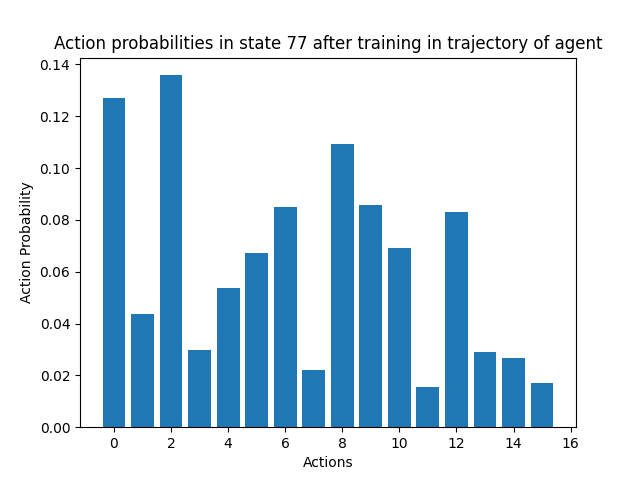 Action probabilities in state 77 after training in trajectory of agent
0.14
0.12
0.10
0.08
0.06
0.04
0.02
0.00
Action Probability
0 2 4 6 8 10 12 14 16
Actions